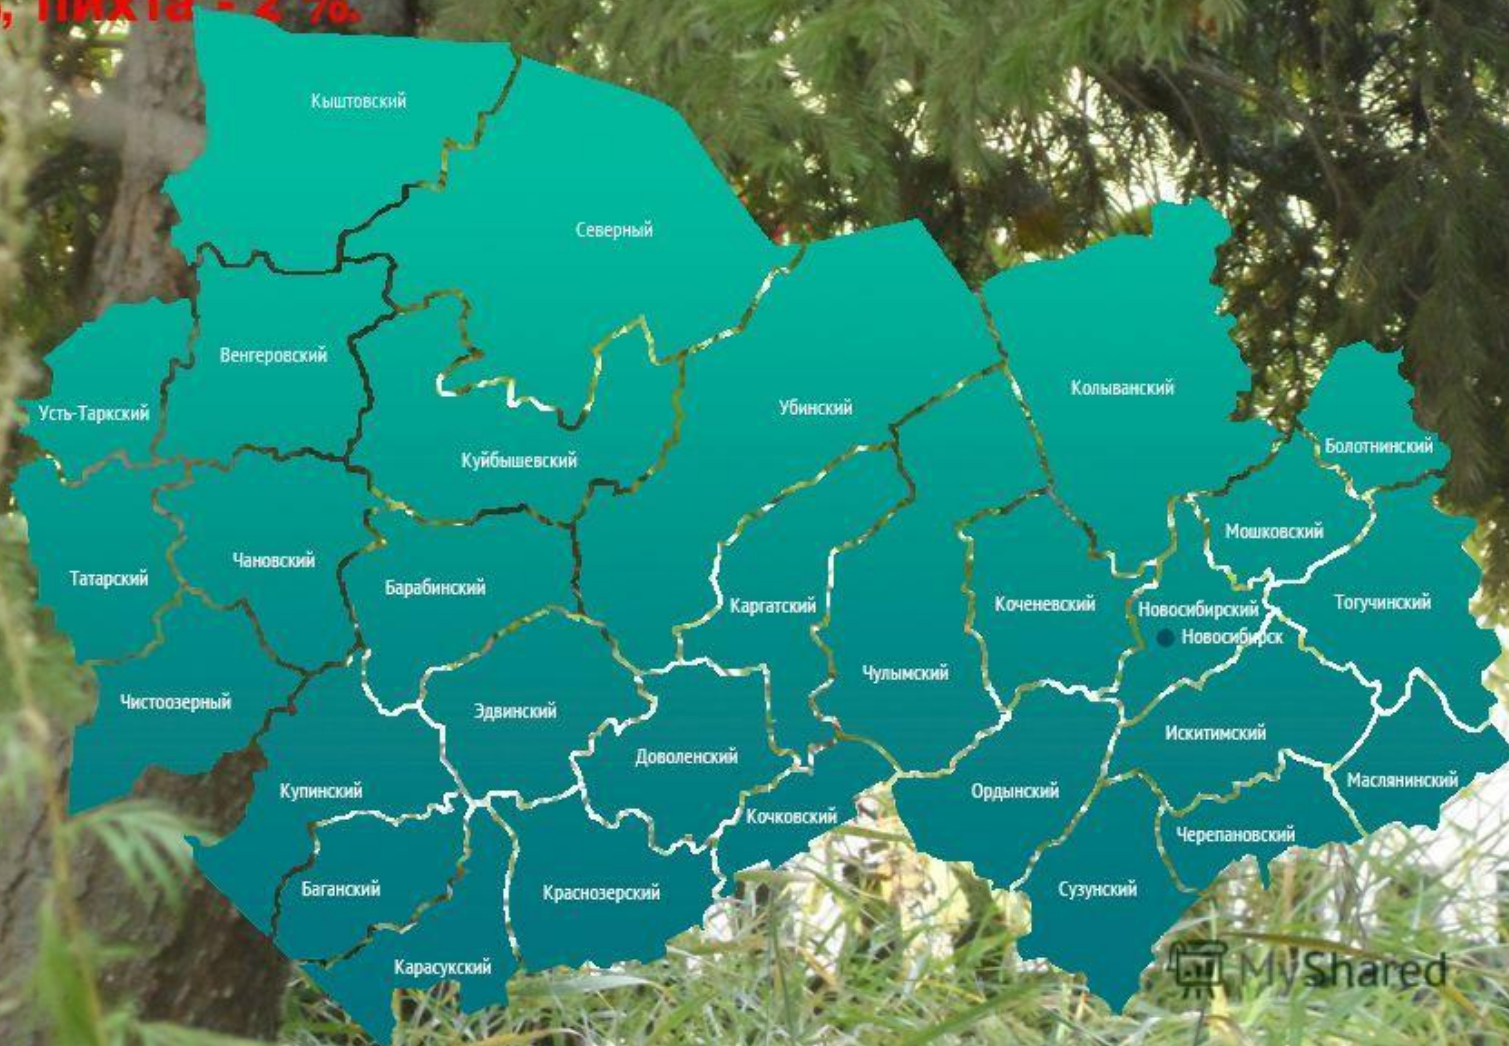 , пихта - 2 %.
Кыштовский
Северный
Венгеровский
Усть-Таркский
Убинский
Колыванский
Куйбышевский
Болотнинский
Мошковский
Татарский
Чановский
Барабинский
Каргатский
Коченевский
Новосибирский
Тогучинский
Новосибирск
Чулымский
Чистоозерный
Эдвинский
Искитимский
Доволенский
Купинский
Ордынский
Маслянинский
Кочковский
Черепановский
Баганский
Краснозерский
Сузунский
Карасукский
MyShared